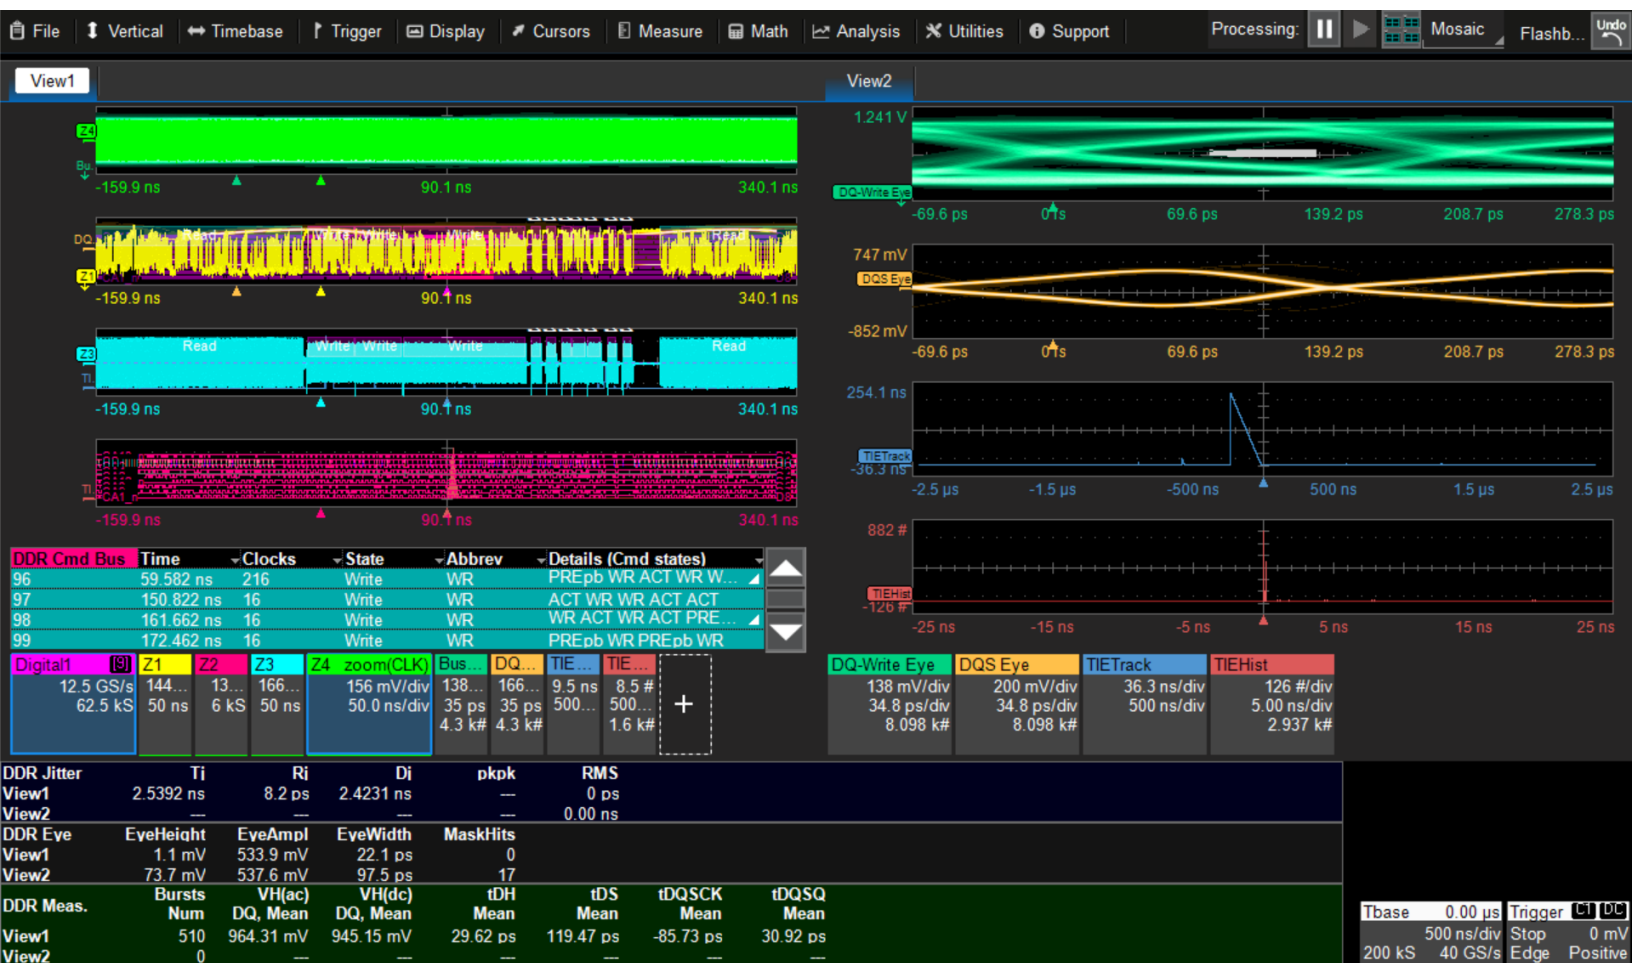 File Vertical Timebase Trigger Display Cursors Measure Math Analysis Utilities Support Processing: Mosaic Flashb... Undo
View1 View2
Z4
Bu.
-159.9 ns 90.1 ns 340.1 ns
DQ.
Z1
Read Write Read
-159.9 ns 90.1 ns 340.1 ns
Z3
TI.
Read Write Write Write Read
-159.9 ns 90.1 ns 340.1 ns
TI.
-159.9 ns 90.1 ns 340.1 ns
1.241 V
DQ-Write Eye
-69.6 ps 0 fs 69.6 ps 139.2 ps 208.7 ps 278.3 ps
747 mV
DQS Eye
-852 mV
-69.6 ps 0 fs 69.6 ps 139.2 ps 208.7 ps 278.3 ps
254.1 ns
TIETrack
-36.3 ns
-2.5 µs -1.5 µs -500 ns 500 ns 1.5 µs 2.5 µs
882 #
TIEHist
-126 #
-25 ns -15 ns -5 ns 5 ns 15 ns 25 ns
DDR Cmd Bus Time Clocks State Abbrev Details (Cmd states)
96 59.582 ns 216 Write WR PREpb WR ACT WR W...
97 150.822 ns 16 Write WR ACT WR WR ACT ACT
98 161.662 ns 16 Write WR WR ACT WR ACT PRE...
99 172.462 ns 16 Write WR PREpb WR PREpb WR
Digital1 [9] Z1 Z2 Z3 Z4 zoom(CLK) Bus... DQ... TIE... TIE...
12.5 GS/s 144... 13... 166... 156 mV/div 138... 166... 9.5 ns 8.5 #
62.5 kS 50 ns 6 kS 50 ns 50.0 ns/div 35 ps 35 ps 500... 500...
4.3 k# 4.3 k# 1.6 k#
+
DQ-Write Eye DQS Eye TIETrack TIEHist
138 mV/div 200 mV/div 36.3 ns/div 126 #/div
34.8 ps/div 34.8 ps/div 500 ns/div 5.00 ns/div
8.098 k# 8.098 k# 2.937 k#
DDR Jitter Tj Rj Dj pkpk RMS
View1 2.5392 ns 8.2 ps 2.4231 ns --- 0 ps
View2 --- --- --- --- 0.00 ns
DDR Eye EyeHeight EyeAmpl EyeWidth MaskHits
View1 1.1 mV 533.9 mV 22.1 ps 0
View2 73.7 mV 537.6 mV 97.5 ps 17
DDR Meas. Bursts VH(ac) VH(dc) tDH tDS tDQSCK tDQSQ
Num DQ, Mean DQ, Mean Mean Mean Mean Mean
View1 510 964.31 mV 945.15 mV 29.62 ps 119.47 ps -85.73 ps 30.92 ps
View2 0 --- --- --- --- --- ---
Tbase 0.00 µs Trigger C1 DC
500 ns/div Stop 0 mV
200 kS 40 GS/s Edge Positive